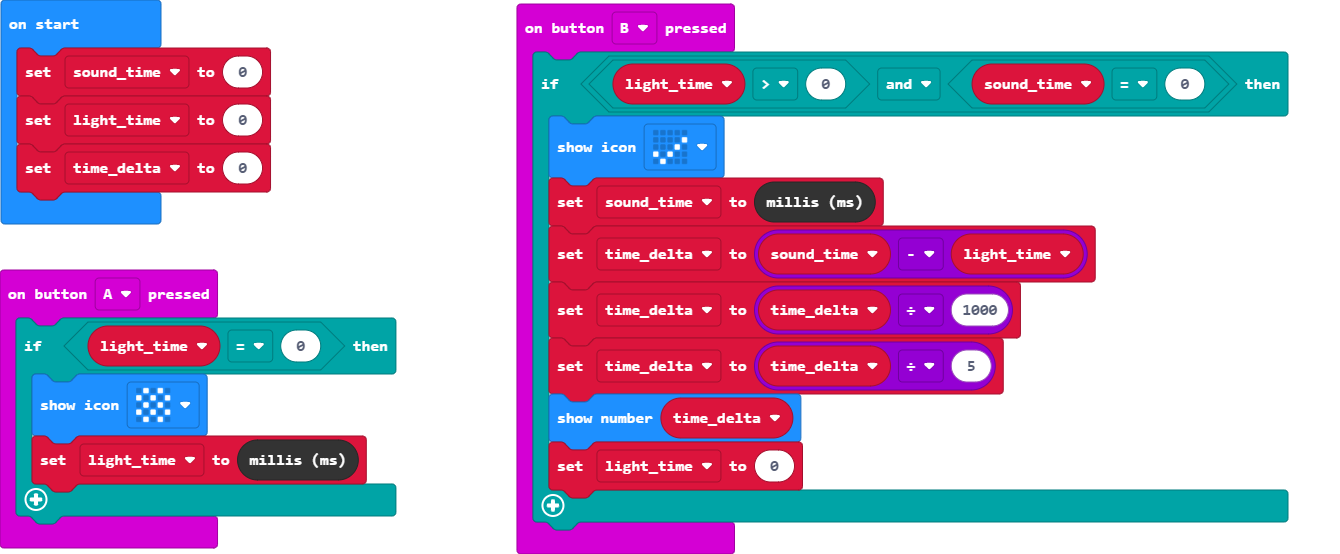 on start
set sound_time to 0
set light_time to 0
set time_delta to 0
on button A pressed
if light_time = 0 then
show icon
set light_time to millis (ms)
on button B pressed
if light_time > 0 and sound_time = 0 then
show icon
set sound_time to millis (ms)
set time_delta to sound_time - light_time
set time_delta to time_delta ÷ 1000
set time_delta to time_delta ÷ 5
show number time_delta
set light_time to 0